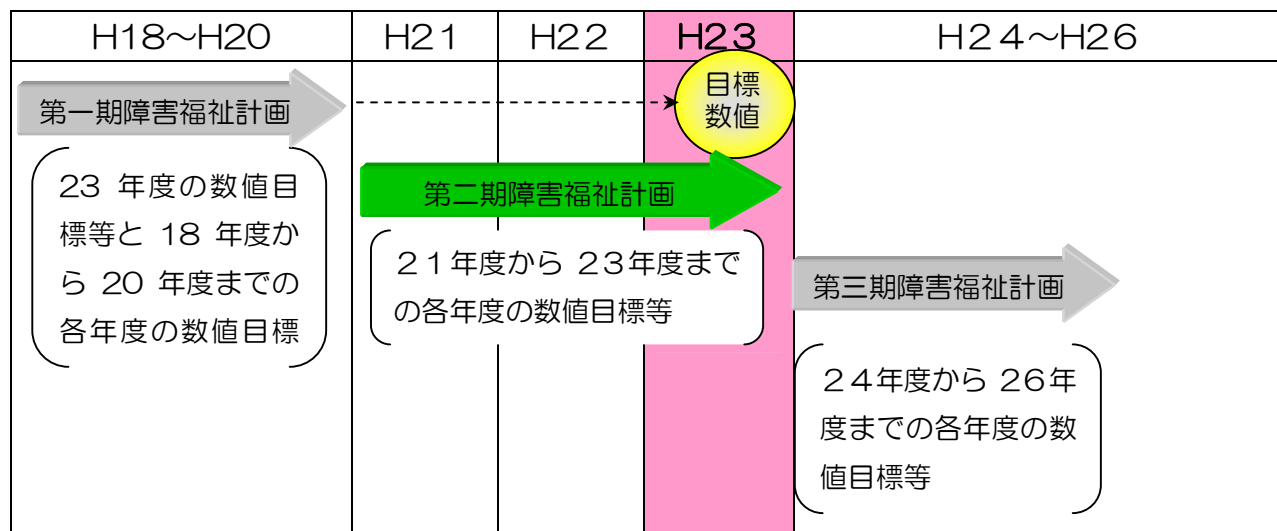 H18～H20
H21
H22
H23
H２４～H26
第一期障害福祉計画
目標
数値
23 年度の数値目
標等と 18 年度か
ら 20 年度までの
各年度の数値目標
第二期障害福祉計画
２１年度から 23年度まで
の各年度の数値目標等
第三期障害福祉計画
２４年度から 26年
度までの各年度の数
値目標等